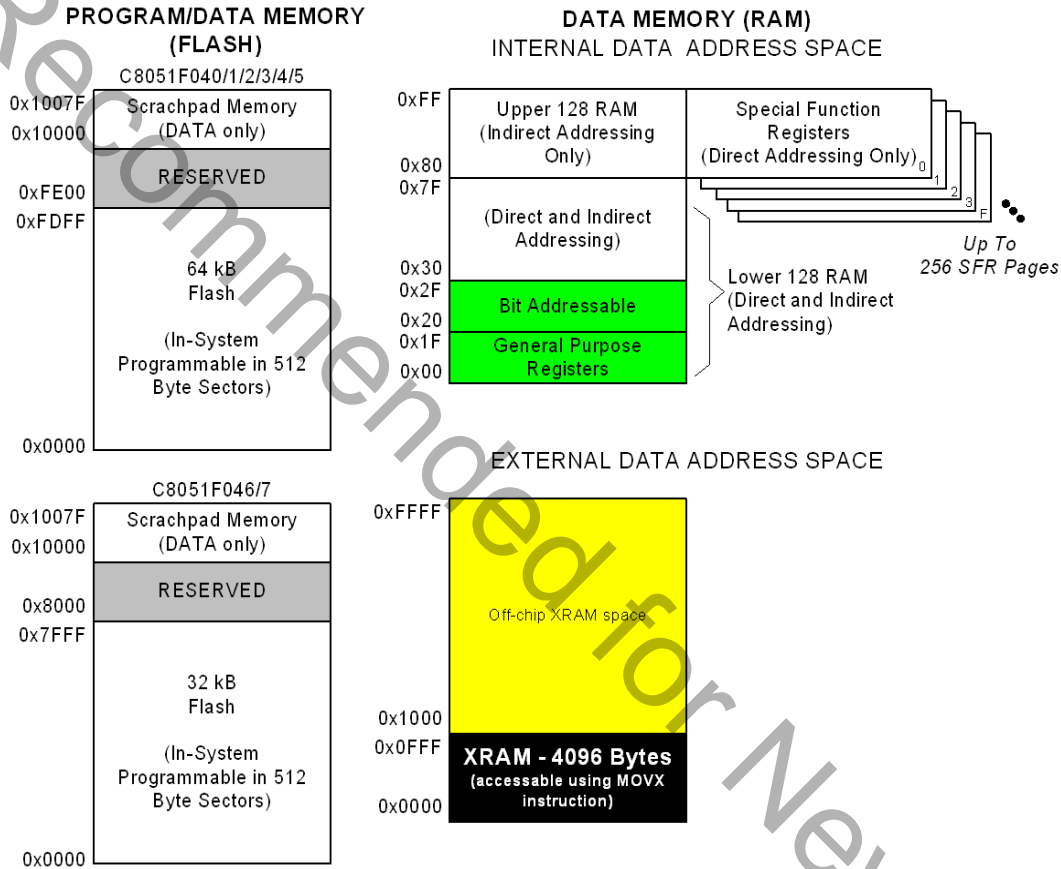 PROGRAM/DATA MEMORY
(FLASH)
C8051F040/1/2/3/4/5
0x1007F
0x10000
Scrachpad Memory
(DATA only)
RESERVED
0xFE00
0xFDFF
64 kB
Flash
(In-System
Programmable in 512
Byte Sectors)
0x0000
C8051F046/7
0x1007F
0x10000
Scrachpad Memory
(DATA only)
RESERVED
0x8000
0x7FFF
32 kB
Flash
(In-System
Programmable in 512
Byte Sectors)
0x0000
DATA MEMORY (RAM)
INTERNAL DATA ADDRESS SPACE
0xFF
Upper 128 RAM
(Indirect Addressing
Only)
0x80
Special Function
Registers
(Direct Addressing Only)
0
1
2
3
F
Up To
256 SFR Pages
0x7F
(Direct and Indirect
Addressing)
0x30
0x2F
Bit Addressable
0x20
0x1F
General Purpose
Registers
0x00
Lower 128 RAM
(Direct and Indirect
Addressing)
EXTERNAL DATA ADDRESS SPACE
0xFFFF
Off-chip XRAM space
0x1000
0x0FFF
XRAM - 4096 Bytes
(accessable using MOVX
instruction)
0x0000
Recommended for New